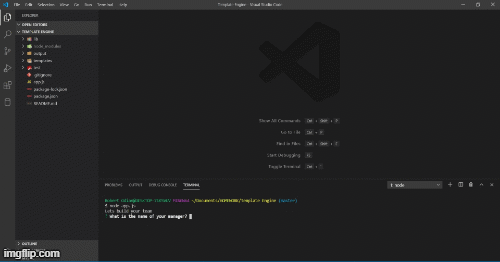 File Edit Selection View Go Run Terminal Help
Template Engine - Visual Studio Code
EXPLORER
OPEN EDITORS
TEMPLATE ENGINE
lib
node_modules
output
templates
test
.gitignore
app.js
package-lock.json
package.json
README.md
OUTLINE
Show All Commands Ctrl + Shift + P
Go to File Ctrl + P
Find in Files Ctrl + Shift + F
Start Debugging F5
Toggle Terminal Ctrl + `
PROBLEMS OUTPUT DEBUG CONSOLE TERMINAL
1: node
~/Documents/HOMEWORK/Template Engine (master)
$ node app.js
Lets build your team
? What is the name of your manager?
imgflip.com